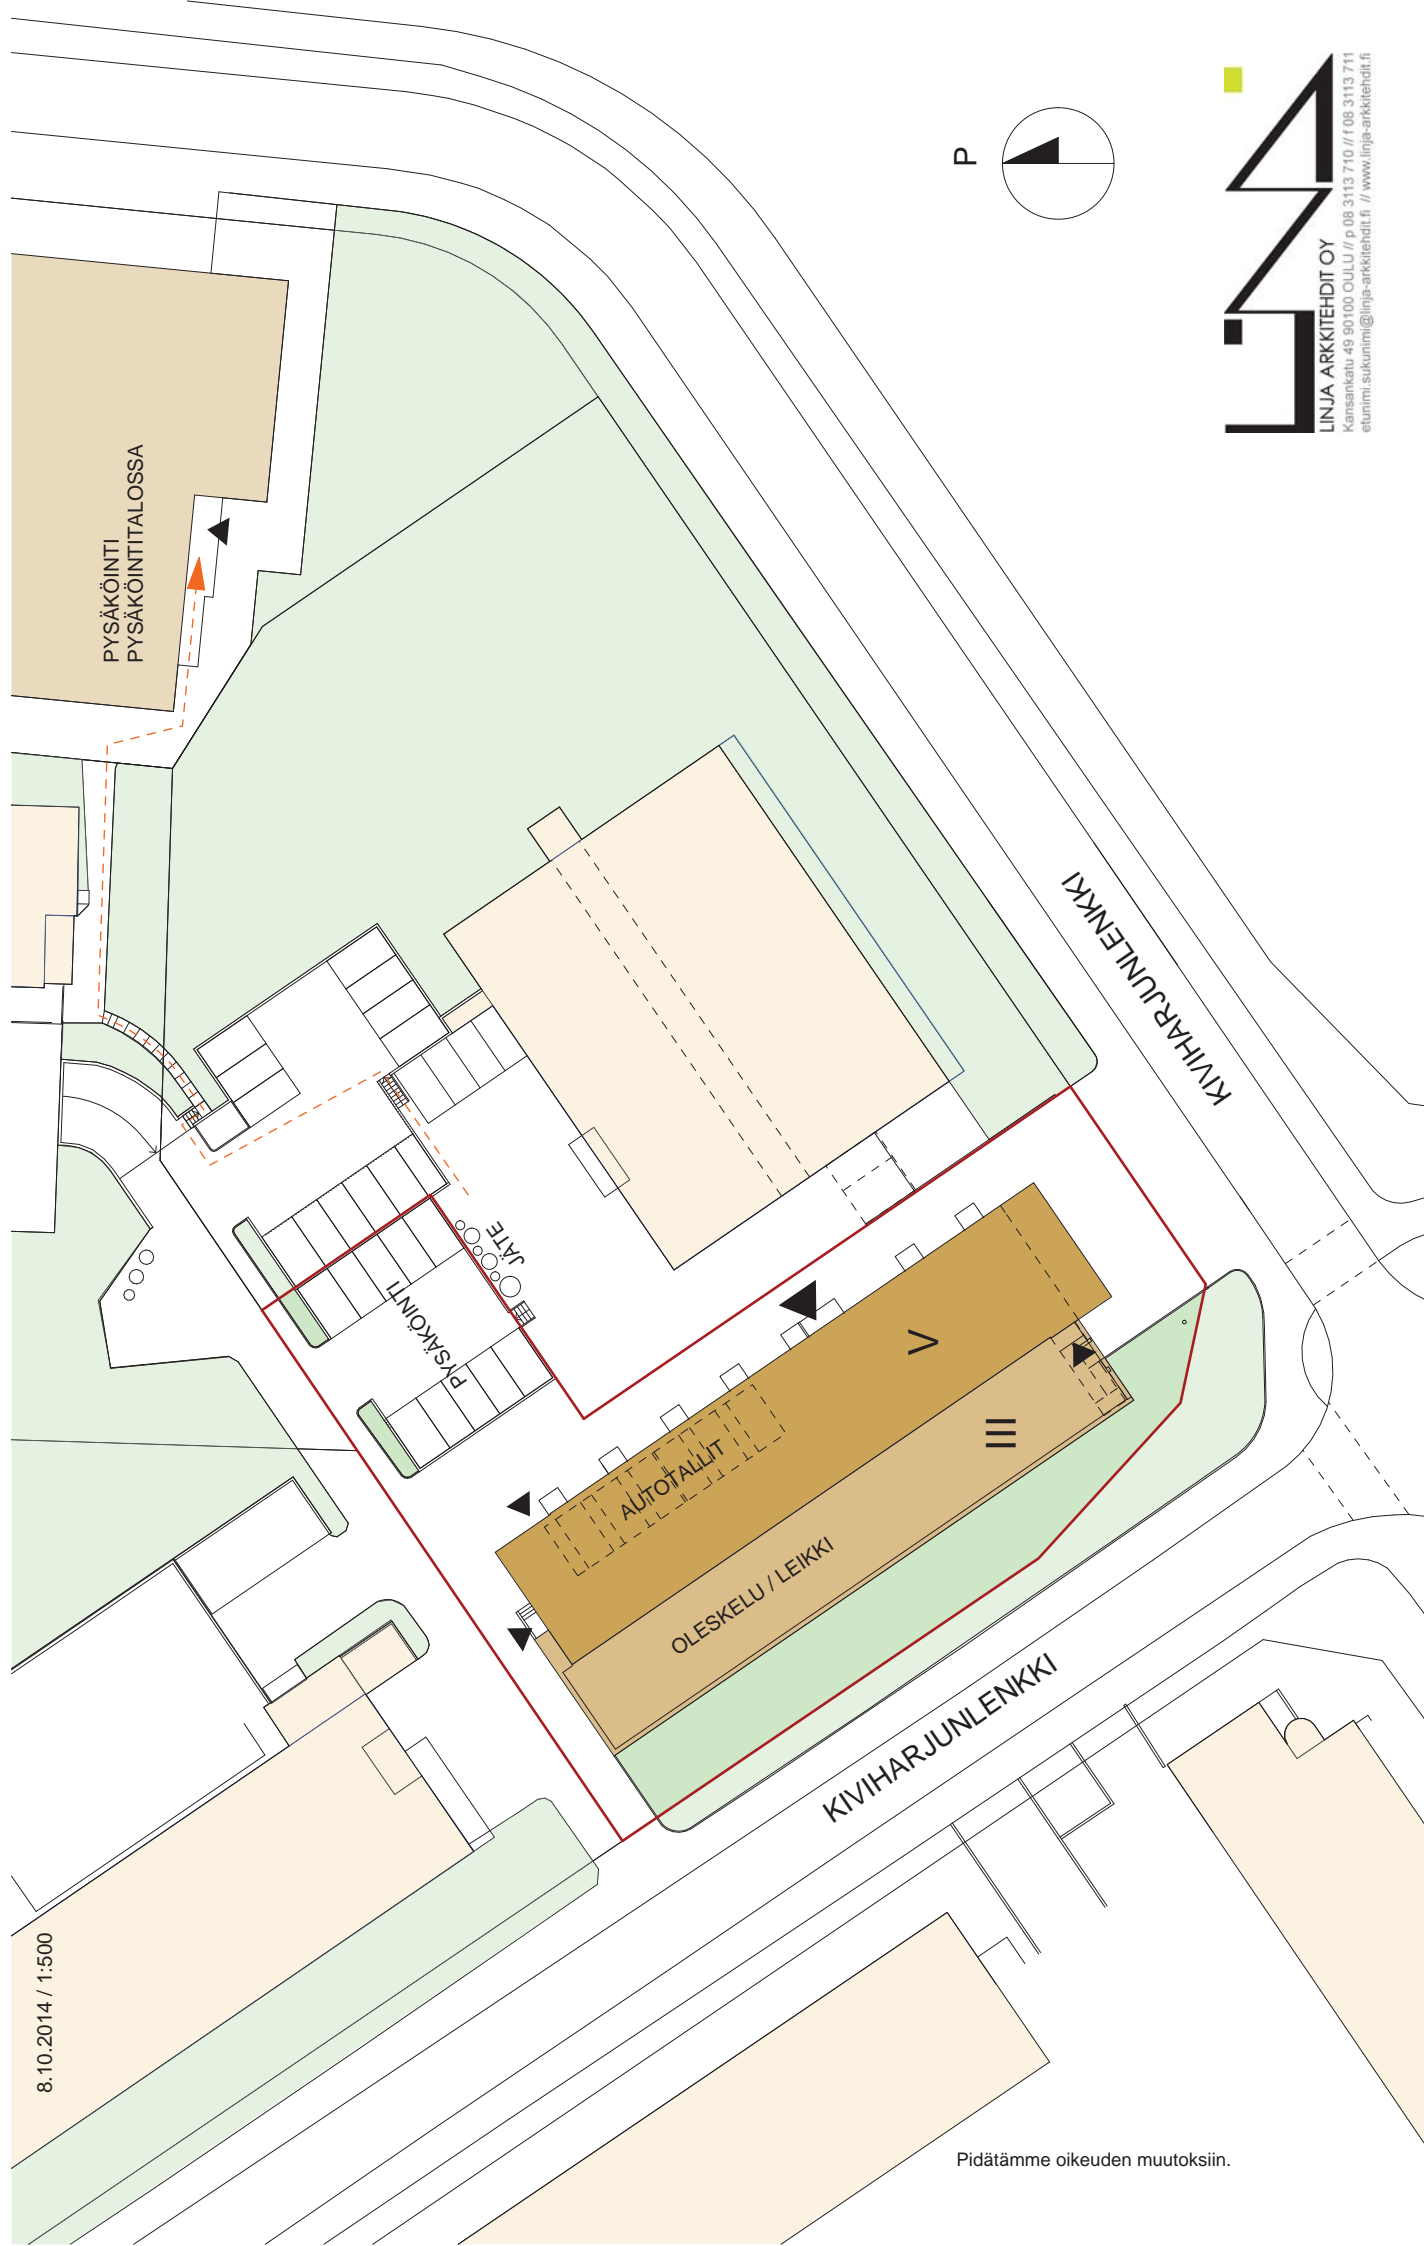 8.10.2014 / 1:500
PYSÄKÖINTI
PYSÄKÖINTITALOSSA
P
LINJA ARKKITEHDIT OY
Kansankatu 49 90100 OULU // p 08 3113 710 // f 08 3113 711
etunimi.sukunimi@linja-arkkitehdit.fi // www.linja-arkkitehdit.fi
KIVIHARJUNLENKKI
JÄTE
PYSÄKÖINTI
V
III
AUTOTALLIT
OLESKELU / LEIKKI
KIVIHARJUNLENKKI
Pidätämme oikeuden muutoksiin.